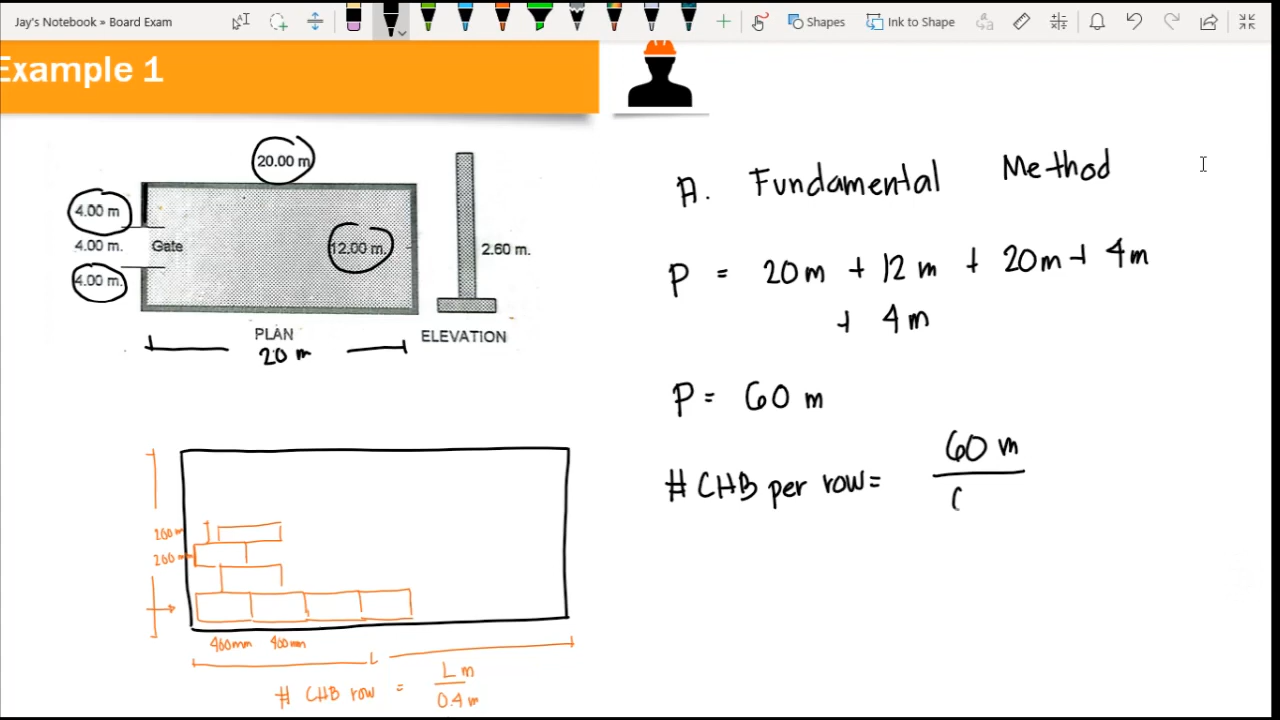 Jay's Notebook » Board Exam
Shapes
Ink to Shape
Example 1
20.00 m
4.00 m
4.00 m.
Gate
12.00 m.
2.60 m.
4.00 m.
PLAN
ELEVATION
20 m
A. Fundamental Method
P = 20m + 12 m + 20m + 4m
+ 4m
P = 60 m
# CHB per row = 60 m
200
400mm 400mm
L
# CHB row = L m
0.4 m